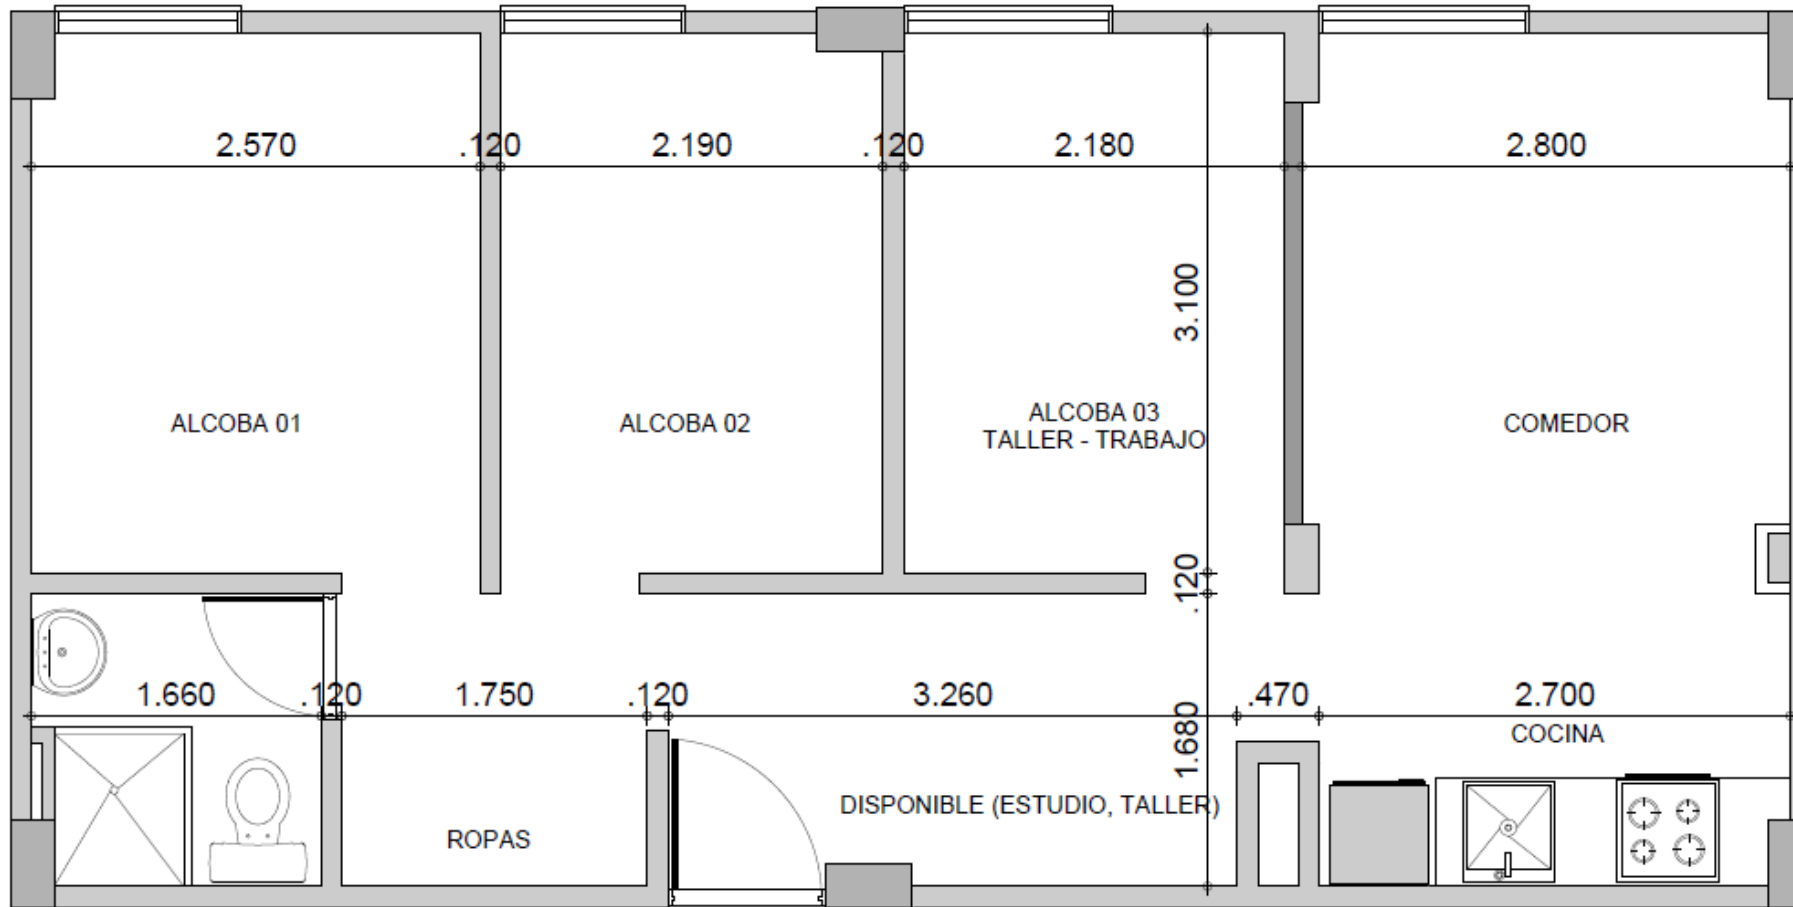 2.570
.120
2.190
.120
2.180
2.800
3.100
ALCOBA 01
ALCOBA 02
ALCOBA 03
TALLER - TRABAJO
COMEDOR
.120
1.660
.120
1.750
.120
3.260
.470
2.700
1.680
COCINA
DISPONIBLE (ESTUDIO, TALLER)
ROPAS